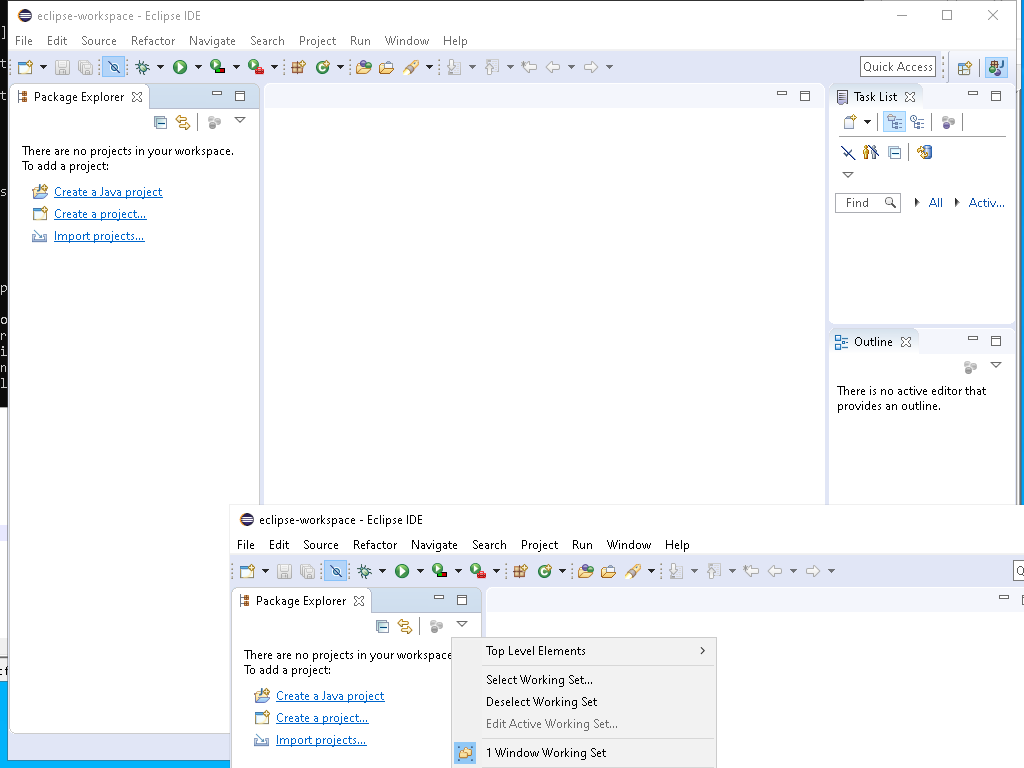 eclipse-workspace - Eclipse IDE
File Edit Source Refactor Navigate Search Project Run Window Help
Quick Access
Package Explorer
There are no projects in your workspace.
To add a project:
Create a Java project
Create a project...
Import projects...
Task List
Find All Activ...
Outline
There is no active editor that
provides an outline.
eclipse-workspace - Eclipse IDE
File Edit Source Refactor Navigate Search Project Run Window Help
Package Explorer
There are no projects in your workspace
To add a project:
Create a Java project
Create a project...
Import projects...
Top Level Elements
Select Working Set...
Deselect Working Set
Edit Active Working Set...
1 Window Working Set